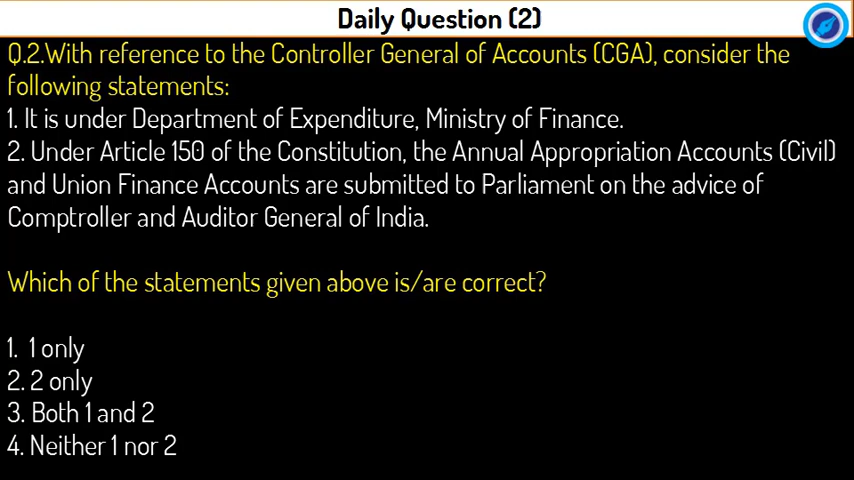 Daily Question (2)
Q.2.With reference to the Controller General of Accounts (CGA), consider the
following statements:
1. It is under Department of Expenditure, Ministry of Finance.
2. Under Article 150 of the Constitution, the Annual Appropriation Accounts (Civil)
and Union Finance Accounts are submitted to Parliament on the advice of
Comptroller and Auditor General of India.
Which of the statements given above is/are correct?
1. 1 only
2. 2 only
3. Both 1 and 2
4. Neither 1 nor 2